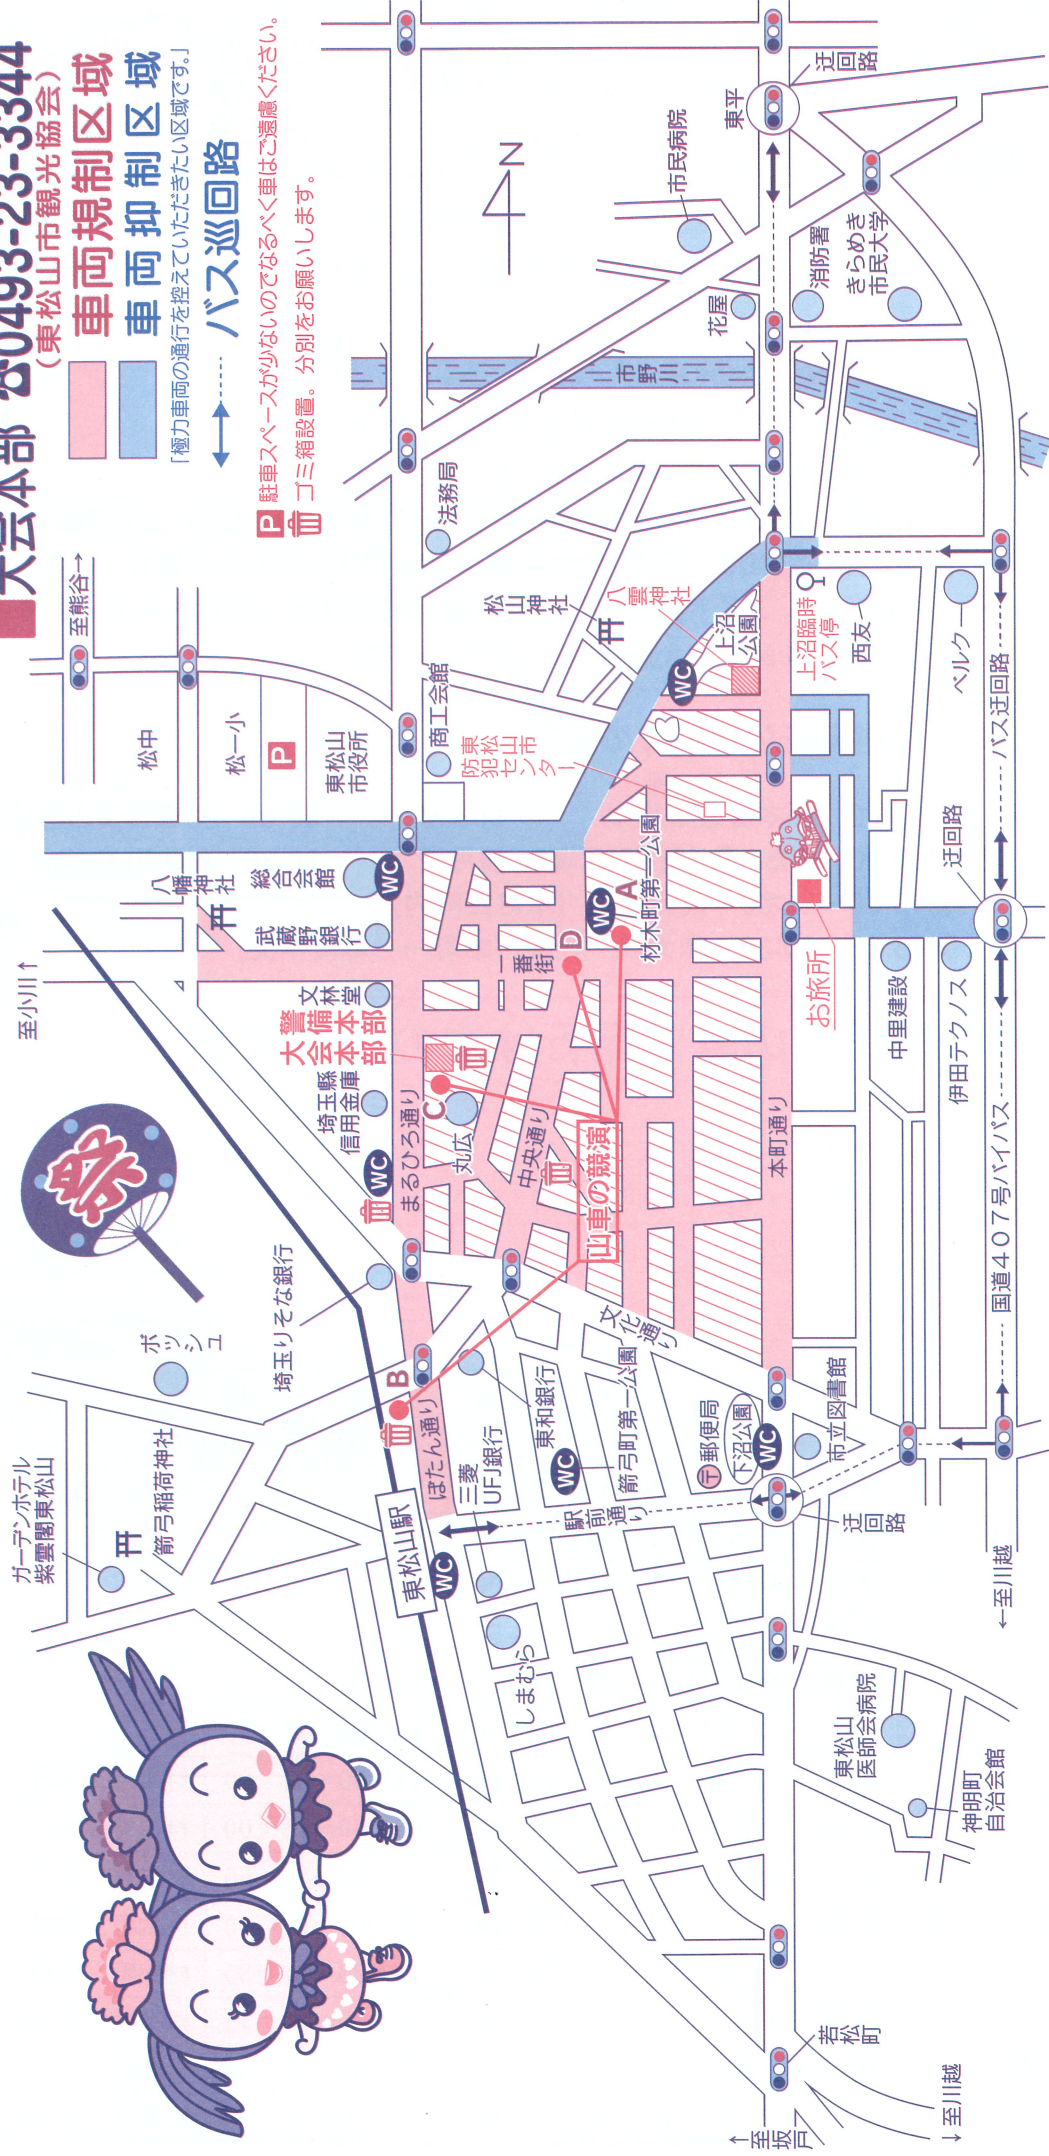 ■大会本部 ☎0493-23-3344
（東松山市観光協会）
車両規制区域
車両抑制区域
「極力車両の通行を控えていただきたい区域です。」
バス巡回路
P 駐車スペースが少ないのでなるべく車はご遠慮ください。
ゴミ箱設置。分別をお願いします。
N
至小川↑
至熊谷→
松中
松一小
P
東松山
市役所
商工会館
法務局
市民病院
東平
迂回路
花屋
消防署
きらめき
市民大学
市野川
松山神社
八雲神社
上沼公園
WC
上沼臨時
バス停
西友
ベルク
バス迂回路
防犯
東松山市
センター
八幡神社
総合会館
WC
武蔵野銀行
文林堂
警備本部
大会本部
埼玉縣
信用金庫
WC
まるひろ通り
丸広
C
一番街
D
WC
A
材木町第一公園
中央通り
山車の競演
本町通り
お旅所
中里建設
伊田テクノス
迂回路
国道407号バイパス
←至川越
祭
ボッシュ
埼玉りそな銀行
ガーデンホテル
紫雲閣東松山
箭弓稲荷神社
B
ぼたん通り
東松山駅
WC
三菱
UFJ銀行
東和銀行
WC
箭弓町第一公園
文化通り
〒郵便局
下沼公園
WC
市立図書館
駅前通り
迂回路
しまむら
東松山
医師会病院
神明町
自治会館
若松町
↑至坂戸
↓至川越